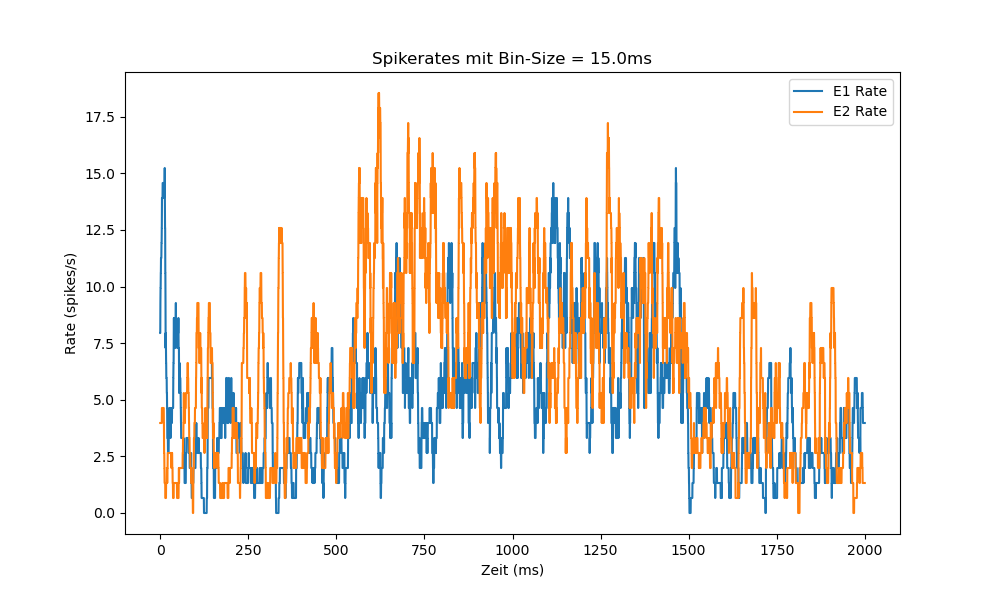 Spikerates mit Bin-Size = 15.0ms
E1 Rate
E2 Rate
Rate (spikes/s)
17.5
15.0
12.5
10.0
7.5
5.0
2.5
0.0
0 250 500 750 1000 1250 1500 1750 2000
Zeit (ms)